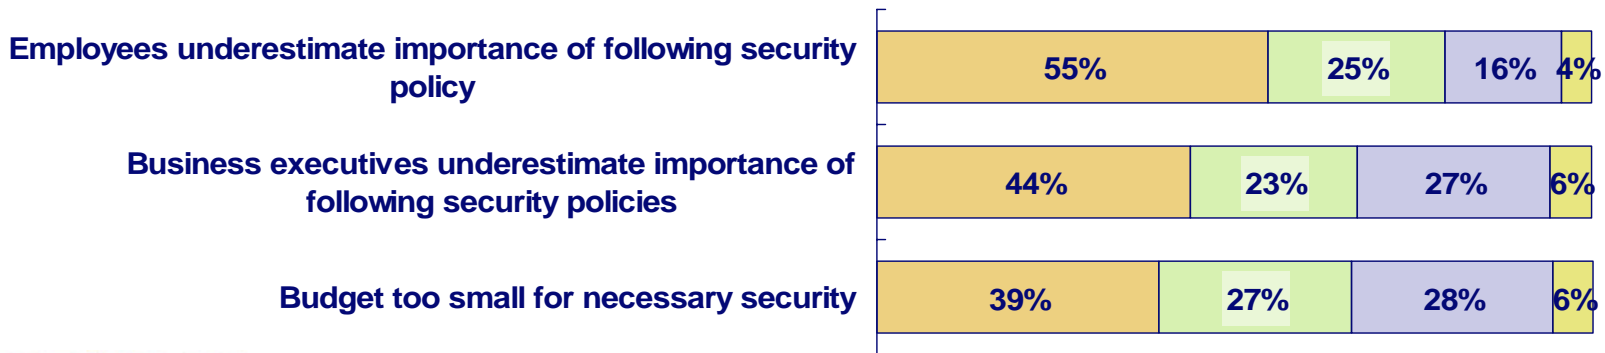 Employees underestimate importance of following security
policy
55% 25% 16% 4%
Business executives underestimate importance of
following security policies
44% 23% 27% 6%
Budget too small for necessary security
39% 27% 28% 6%